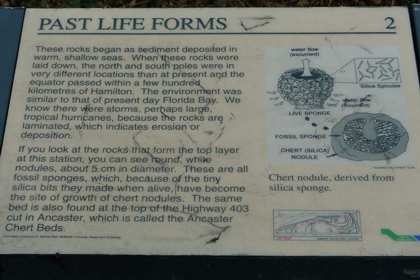 PAST LIFE FORMS
2
These rocks began as sediment deposited in
warm, shallow seas. When these rocks were
laid down, the north and south poles were in
very different locations than at present and the
equator passed within a few hundred
kilometres of Hamilton. The environment was
similar to that of present day Florida Bay. We
know there were storms, perhaps large,
tropical hurricanes, because the rocks are
laminated, which indicates erosion or
deposition.
If you look at the rocks that form the top layer
at this station, you can see round, white
nodules, about 5 cm in diameter. These are all
fossil sponges, which, because of the tiny
silica bits they made when alive, have become
the site of growth of chert nodules. The same
bed is also found at the top of the Highway 403
cut in Ancaster, which is called the Ancaster
Chert Beds.
water flow
(excurrent)
Silica Spicules
water flow
LIVE SPONGE
FOSSIL SPONGE
CHERT (SILICA)
NODULE
Chert nodule, derived from
silica sponge.